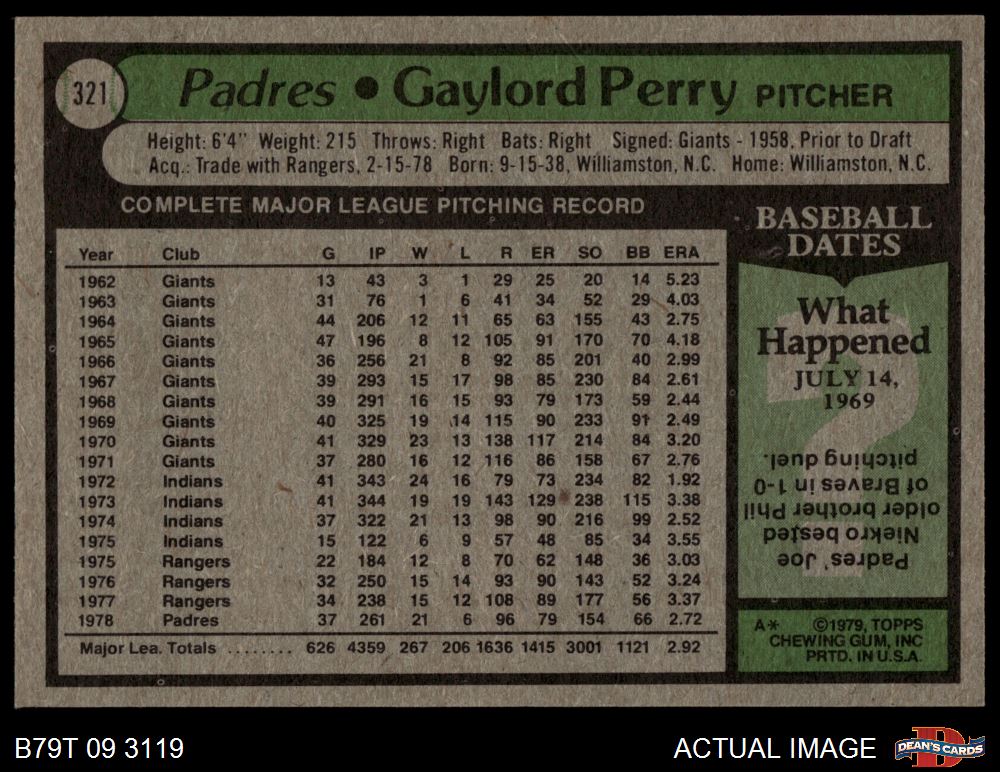 321
Padres • Gaylord Perry PITCHER
Height: 6'4" Weight: 215 Throws: Right Bats: Right Signed: Giants - 1958, Prior to Draft
Acq.: Trade with Rangers, 2-15-78 Born: 9-15-38, Williamston, N.C. Home: Williamston, N.C.
COMPLETE MAJOR LEAGUE PITCHING RECORD
Year Club G IP W L R ER SO BB ERA
1962 Giants 13 43 3 1 29 25 20 14 5.23
1963 Giants 31 76 1 6 41 34 52 29 4.03
1964 Giants 44 206 12 11 65 63 155 43 2.75
1965 Giants 47 196 8 12 105 91 170 70 4.18
1966 Giants 36 256 21 8 92 85 201 40 2.99
1967 Giants 39 293 15 17 98 85 230 84 2.61
1968 Giants 39 291 16 15 93 79 173 59 2.44
1969 Giants 40 325 19 14 115 90 233 91 2.49
1970 Giants 41 329 23 13 138 117 214 84 3.20
1971 Giants 37 280 16 12 116 86 158 67 2.76
1972 Indians 41 343 24 16 79 73 234 82 1.92
1973 Indians 41 344 19 19 143 129 238 115 3.38
1974 Indians 37 322 21 13 98 90 216 99 2.52
1975 Indians 15 122 6 9 57 48 85 34 3.55
1975 Rangers 22 184 12 8 70 62 148 36 3.03
1976 Rangers 32 250 15 14 93 90 143 52 3.24
1977 Rangers 34 238 15 12 108 89 177 56 3.37
1978 Padres 37 261 21 6 96 79 154 66 2.72
Major Lea. Totals ........ 626 4359 267 206 1636 1415 3001 1121 2.92
BASEBALL
DATES
What
Happened
JULY 14,
1969
Padres' Joe
Niekro bested
older brother Phil
of Braves in 1-0
pitching duel.
A* ©1979, TOPPS
CHEWING GUM, INC
PRTD. IN U.S.A.
B79T 09 3119
ACTUAL IMAGE
DEAN'S CARDS